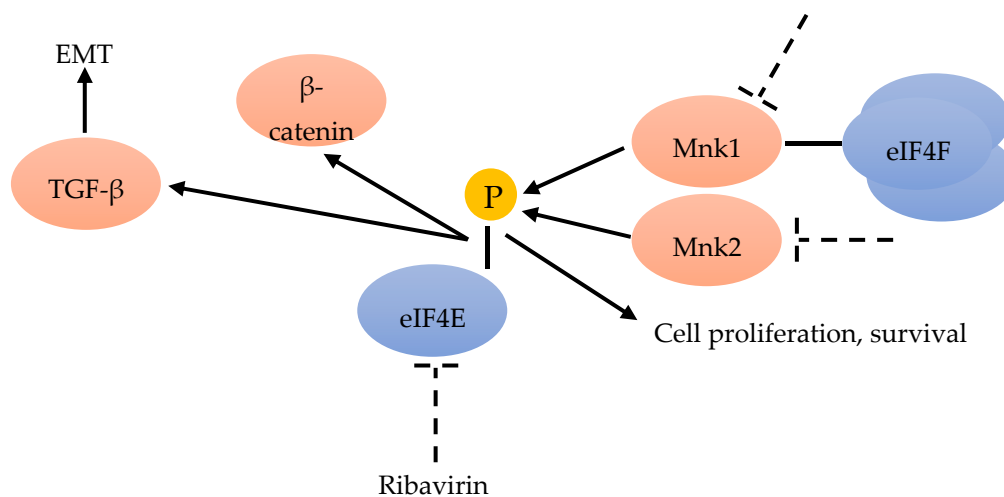 EMT
β-
catenin
TGF-β
P
Mnk1
eIF4F
Mnk2
eIF4E
Cell proliferation, survival
Ribavirin